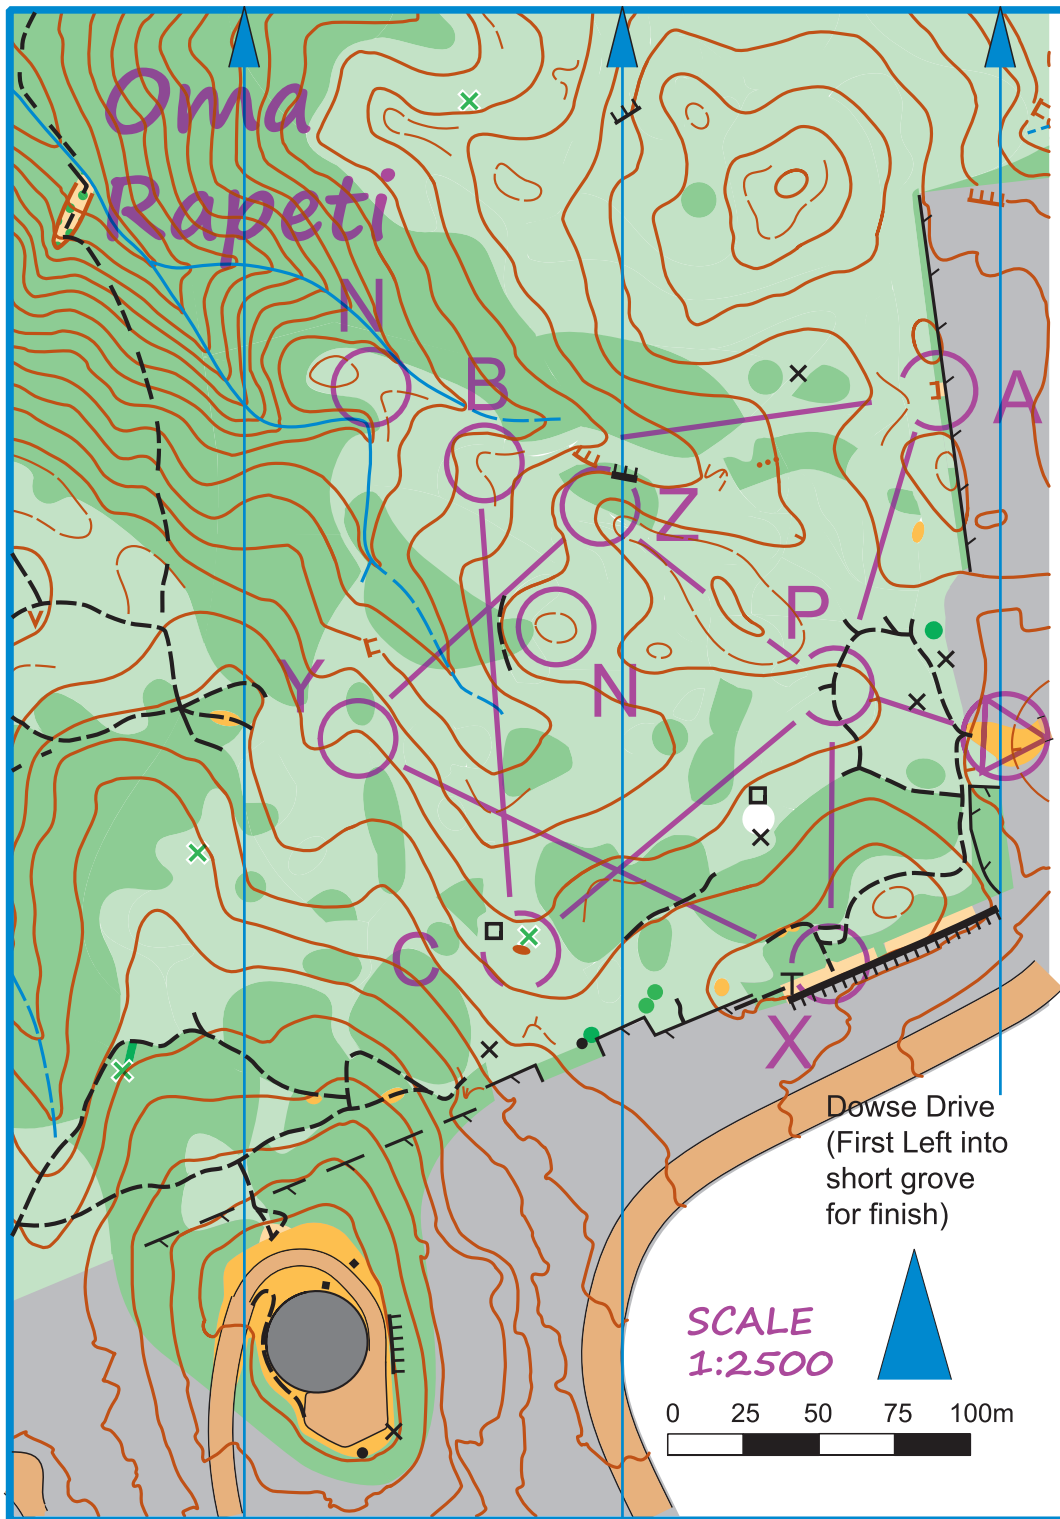 Oma
Rapeti
N
B
A
Z
P
Y
N
C
X
Dowse Drive
(First Left into
short grove
for finish)
SCALE
1:2500
0 25 50 75 100m